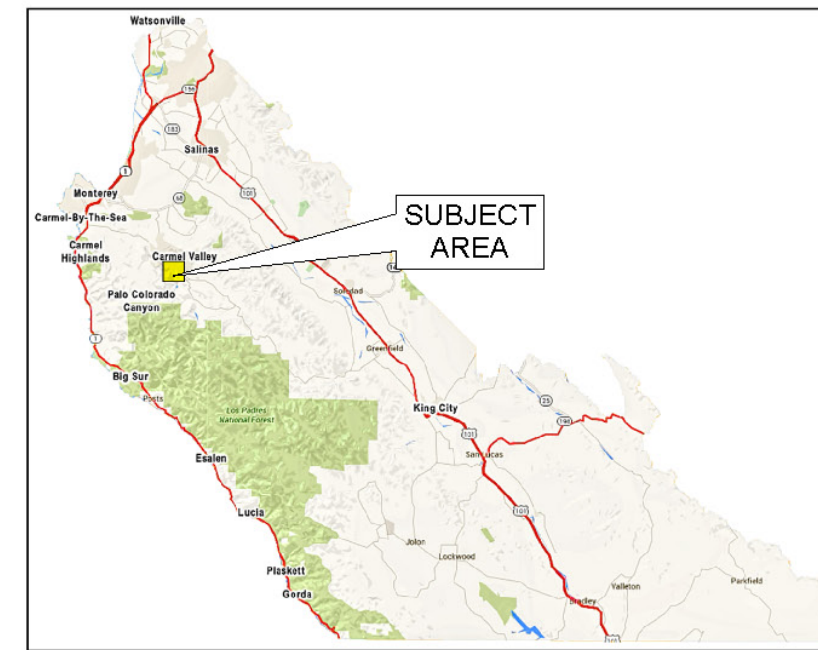 Watsonville
156
183
Salinas
1
101
68
Monterey
Carmel-By-The-Sea
SUBJECT
AREA
Carmel
Highlands
Carmel Valley
Palo Colorado
Canyon
Soledad
1
Greenfield
Big Sur
Posts
Los Padres
National Forest
King City
25
198
101
Esalen
San Lucas
Lucia
101
Jolon
Lockwood
Plaskett
Gorda
Bradley
Valleton
Parkfield
101